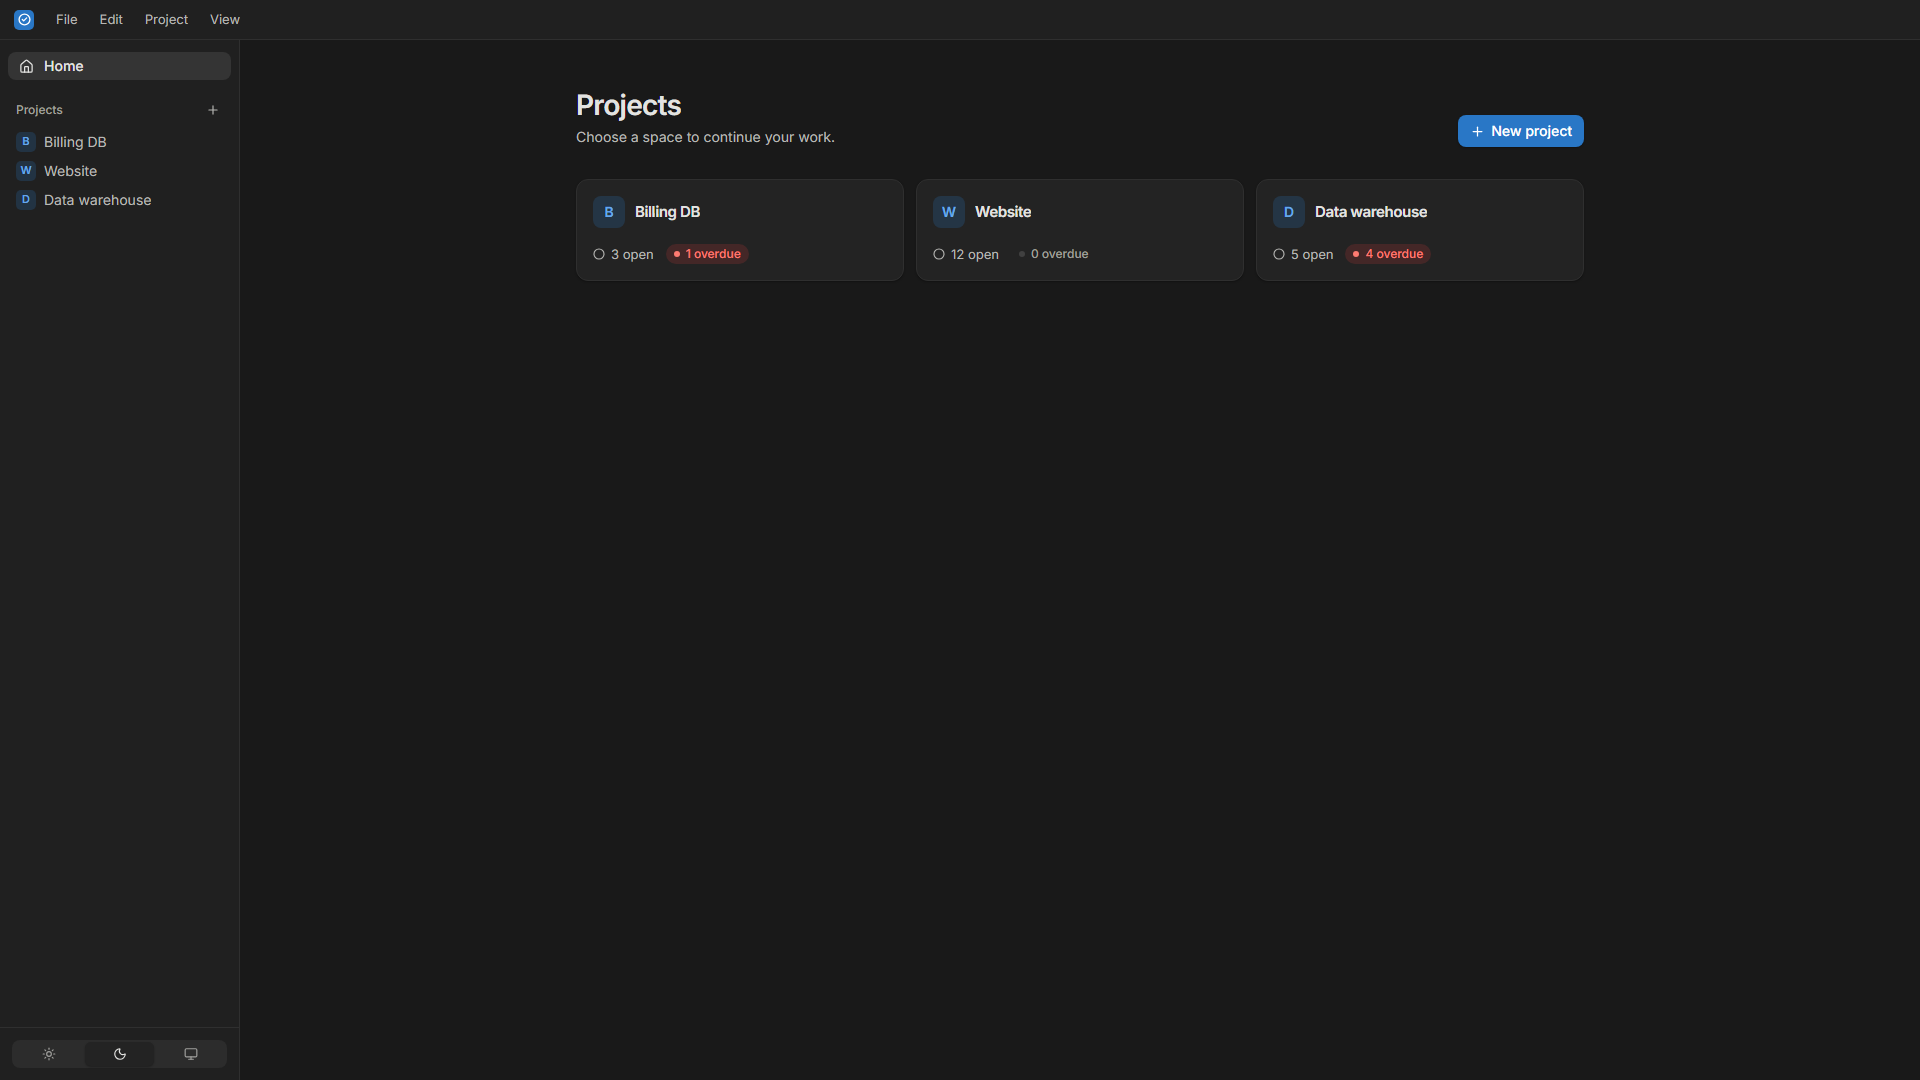 File Edit Project View
Home
Projects
B Billing DB
W Website
D Data warehouse
Projects
Choose a space to continue your work.
New project
B Billing DB
3 open 1 overdue
W Website
12 open 0 overdue
D Data warehouse
5 open 4 overdue